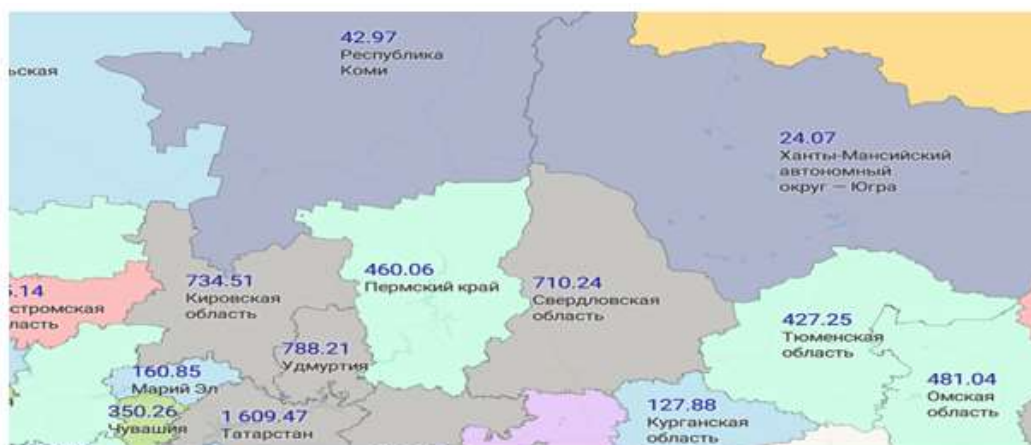 42.97
Республика
Коми
ьская
24.07
Ханты-Мансийский
автономный
округ — Югра
5.14
стромская
ласть
734.51
Кировская
область
460.06
Пермский край
710.24
Свердловская
область
427.25
Тюменская
область
788.21
Удмуртия
160.85
Марий Эл
350.26
Чувашия
1 609.47
Татарстан
127.88
Курганская
область
481.04
Омская
область